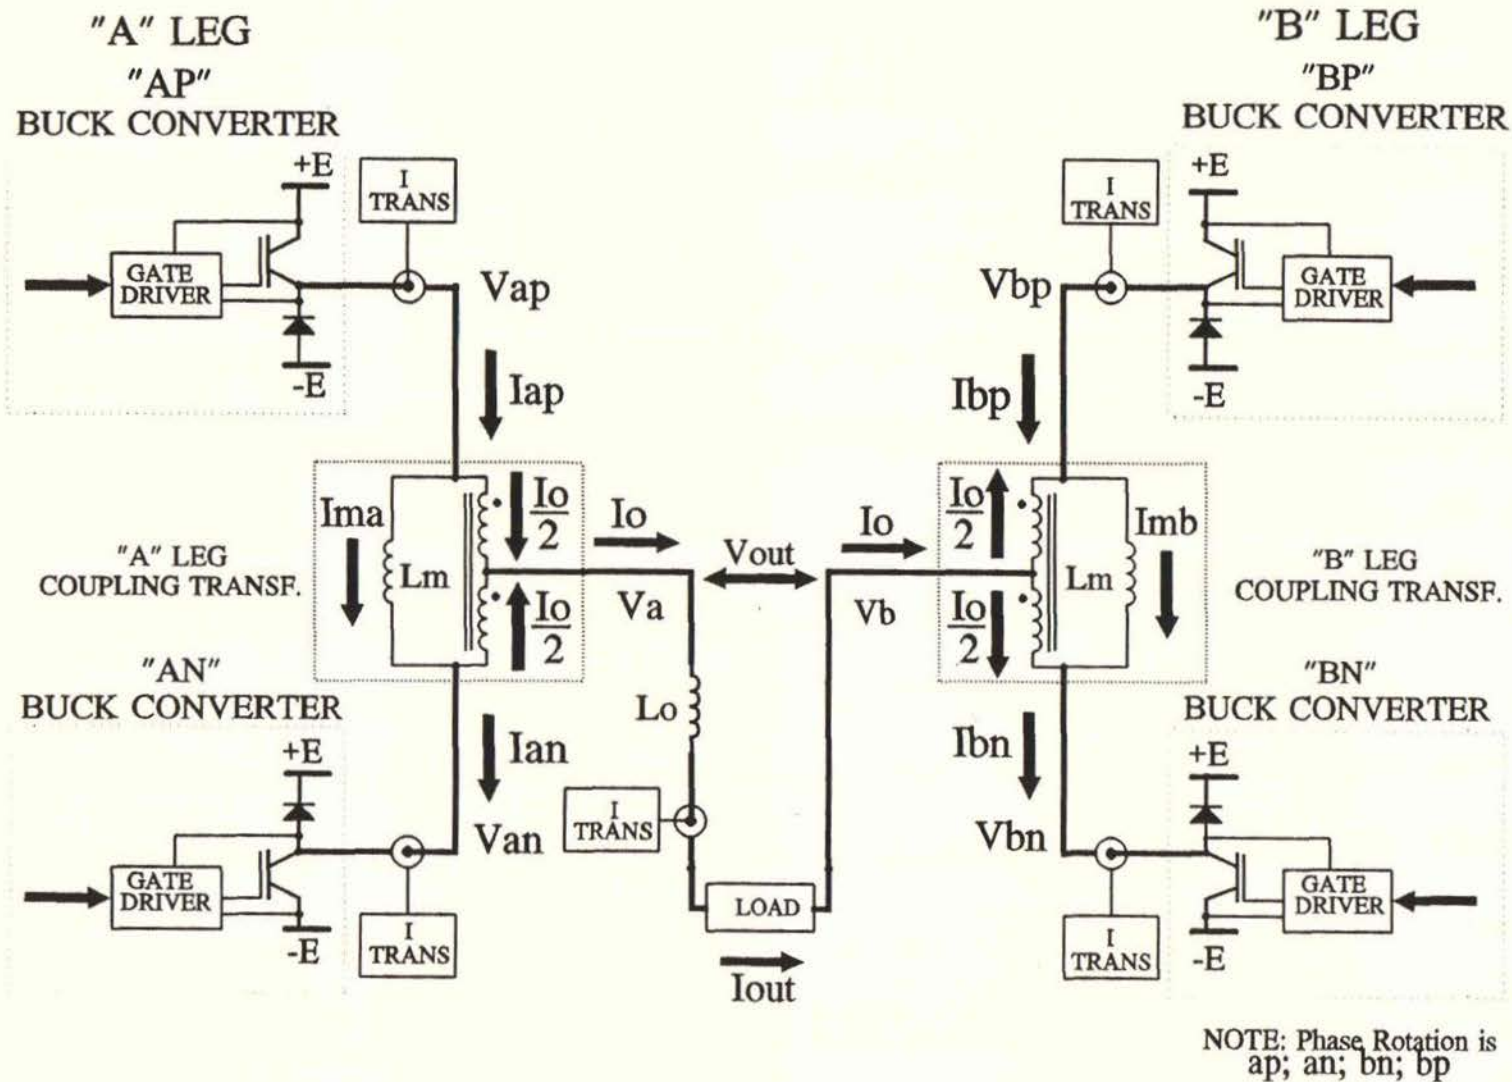 "A" LEG
"AP"
BUCK CONVERTER
+E
I
TRANS
GATE
DRIVER
-E
Vap
Iap
"B" LEG
"BP"
BUCK CONVERTER
+E
I
TRANS
GATE
DRIVER
-E
Vbp
Ibp
"A" LEG
COUPLING TRANSF.
Ima
Lm
Io
2
Io
2
Io
Va
Vout
Io
Vb
Io
2
Io
2
Lm
Imb
"B" LEG
COUPLING TRANSF.
"AN"
BUCK CONVERTER
+E
GATE
DRIVER
-E
Ian
Van
I
TRANS
Lo
I
TRANS
LOAD
Iout
"BN"
BUCK CONVERTER
+E
GATE
DRIVER
-E
Ibn
Vbn
I
TRANS
NOTE: Phase Rotation is
ap; an; bn; bp